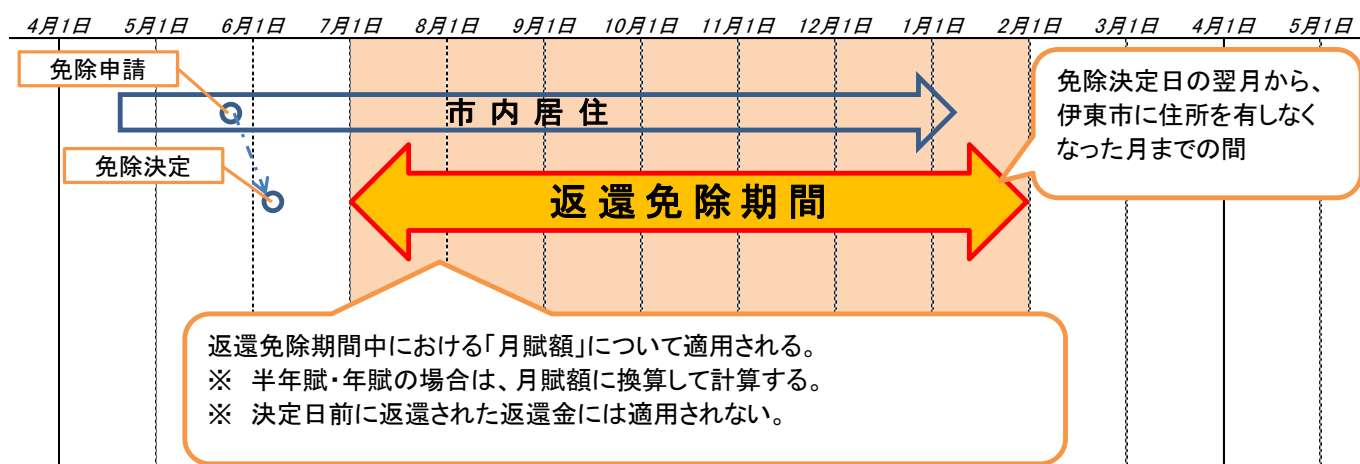 4月1日 5月1日 6月1日 7月1日 8月1日 9月1日 10月1日 11月1日 12月1日 1月1日 2月1日 3月1日 4月1日 5月1日
免除申請
市内居住
免除決定
返還免除期間
免除決定日の翌月から、
伊東市に住所を有しなく
なった月までの間
返還免除期間中における「月賦額」について適用される。
※ 半年賦・年賦の場合は、月賦額に換算して計算する。
※ 決定日前に返還された返還金には適用されない。